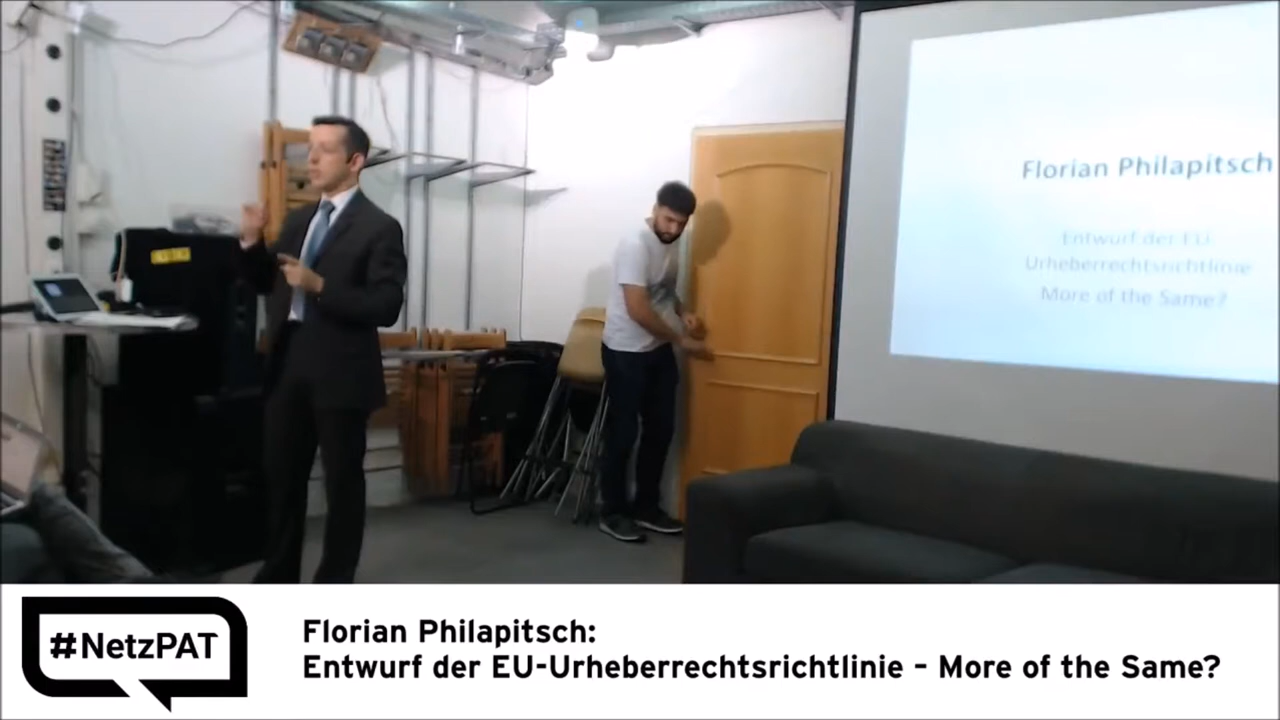 Florian Philapitsch
Entwurf der EU-
Urheberrechtsrichtlinie
More of the Same?
#NetzPAT
Florian Philapitsch:
Entwurf der EU-Urheberrechtsrichtlinie – More of the Same?